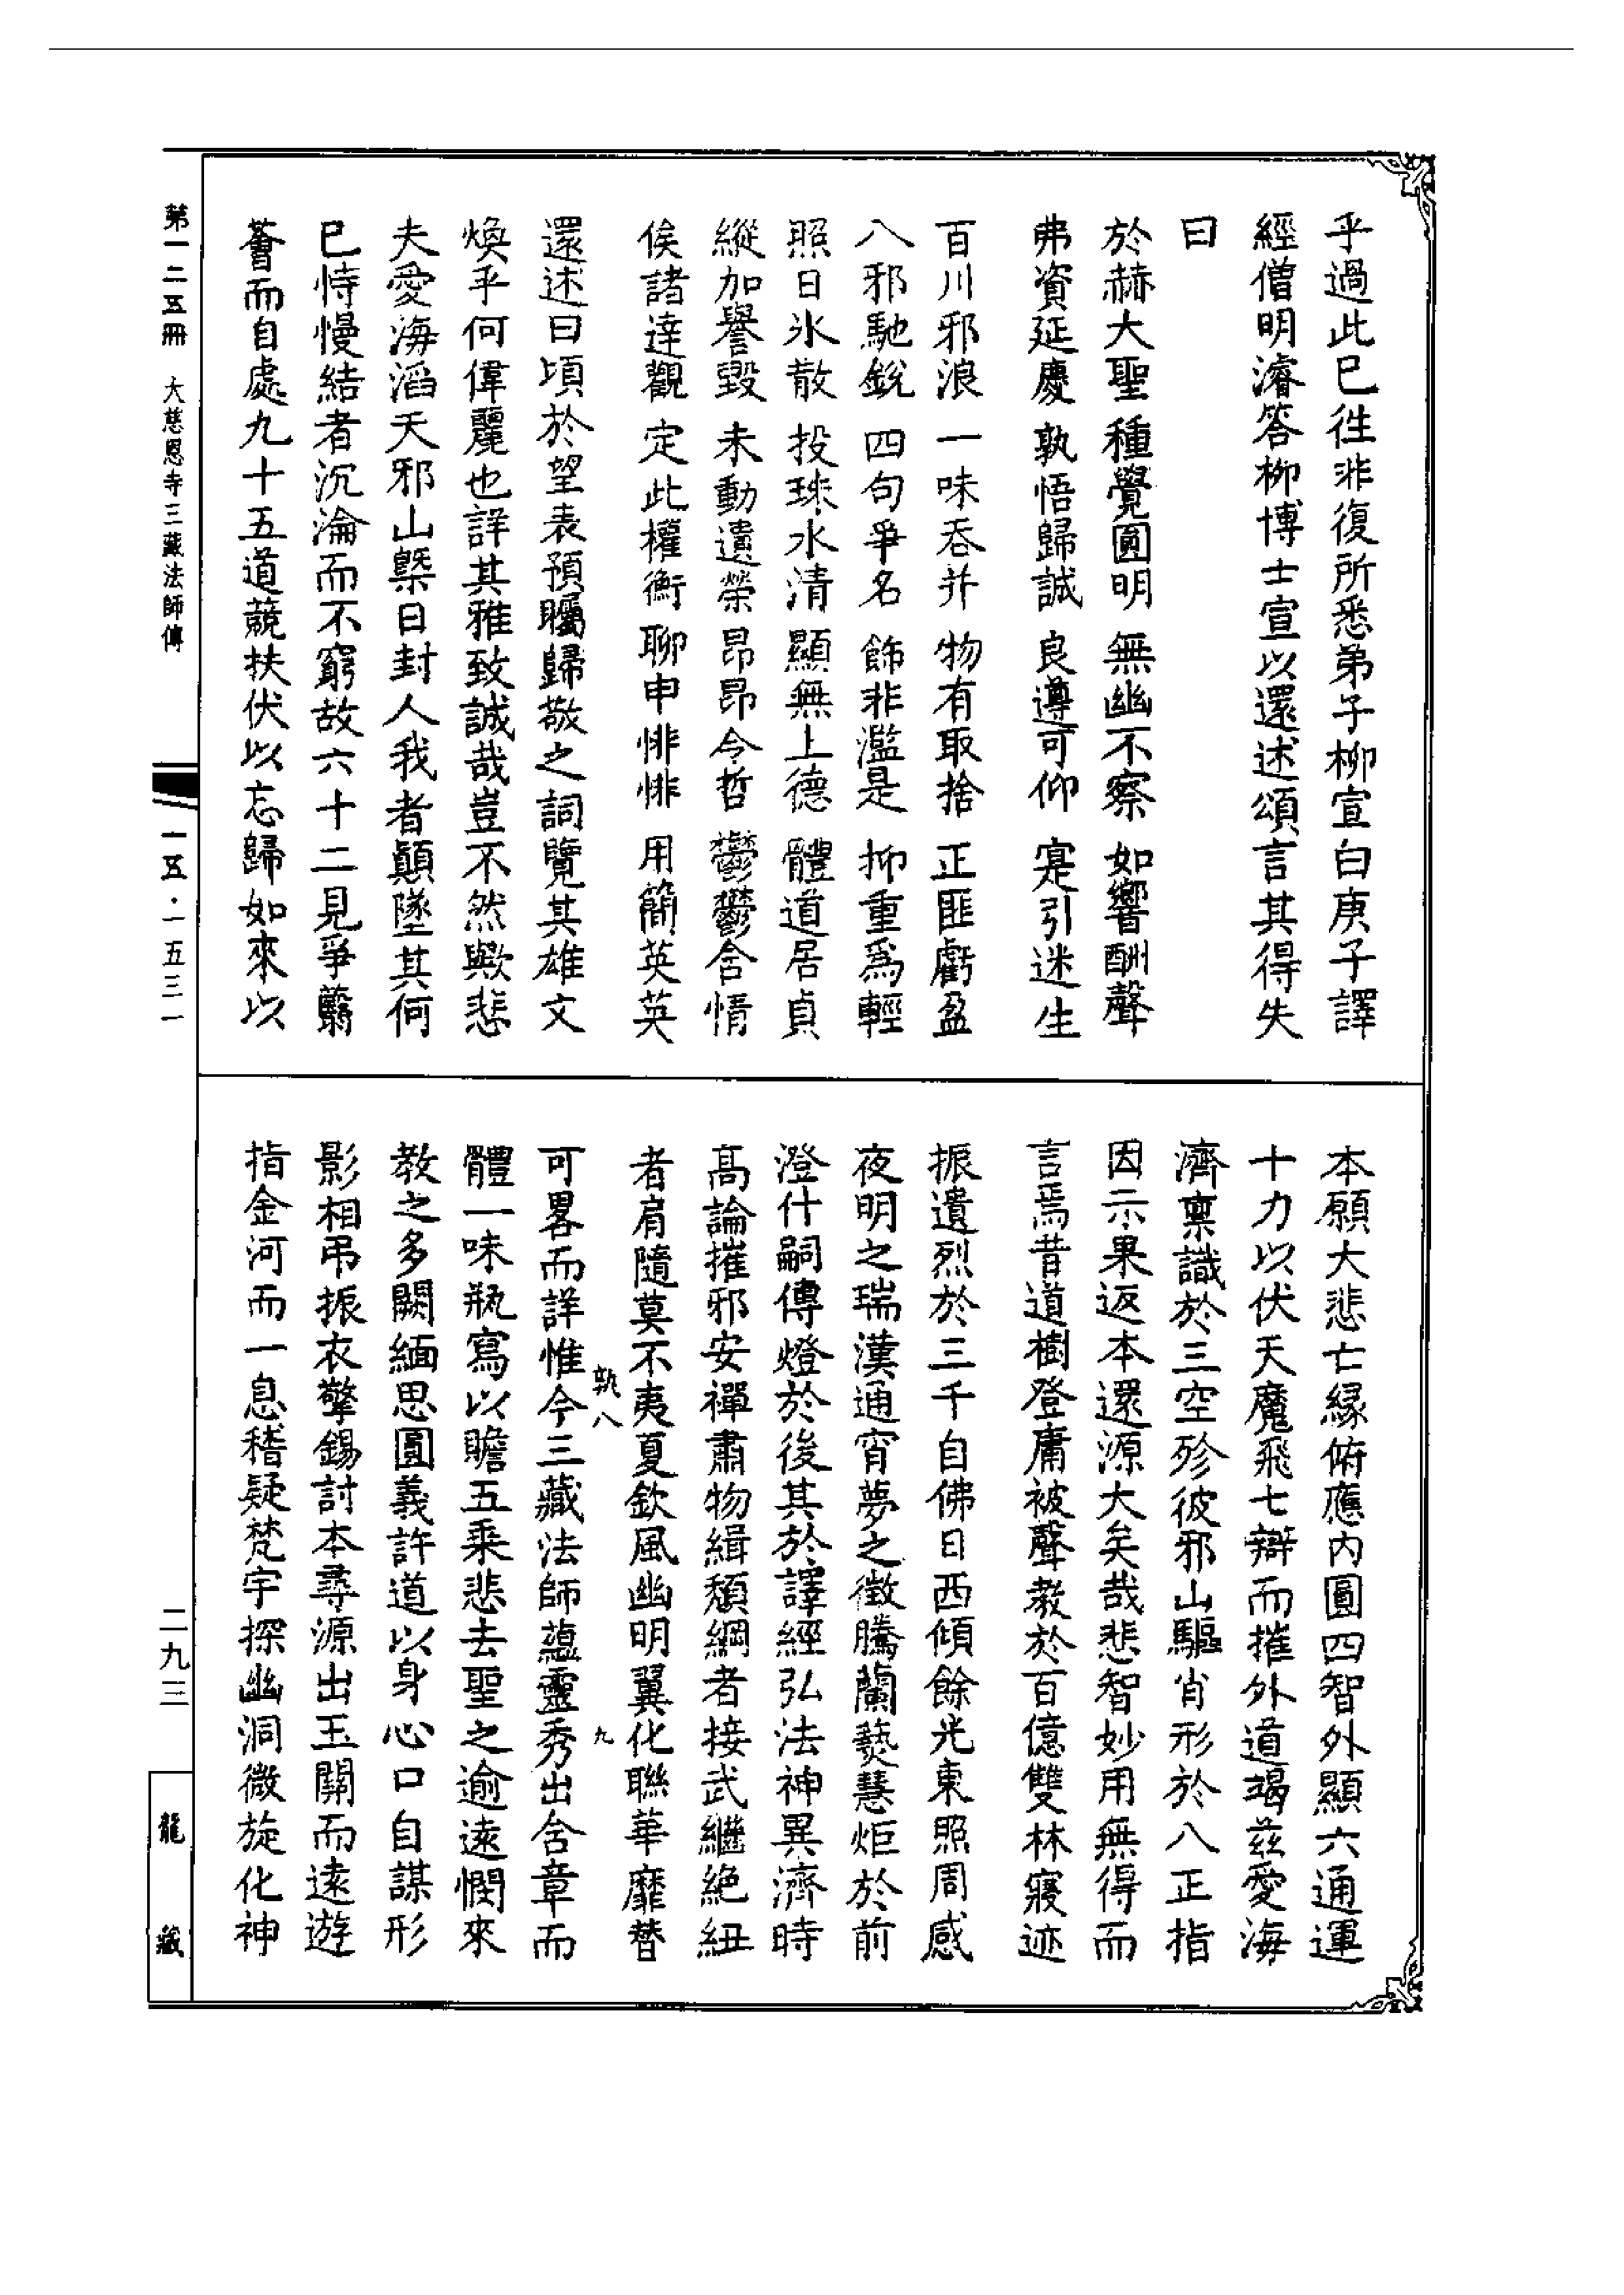 乎過此已徃非復所悉弟子柳宣白庚子譯
經僧明濬答柳博士宣以還述頌言其得失
曰
於赫大聖 種覺圓明 無幽不察 如響酬聲
弗資延慶 孰悟歸誠 良遵可仰 寔引迷生
百川邪浪 一味吞并 物有取捨 正匪虧盈
八邪馳銳 四句爭名 飾非濫是 抑重爲輕
照日氷散 投珠水清 顯無上德 體道居貞
縱加譽毀 未動遺榮 昂昂令哲 鬱鬱含情
俟諸達觀 定此權衡 聊申悱悱 用簡英英
還述曰頃於望表預矚歸敬之詞覽其雄文
煥乎何偉麗也詳其雅致誠哉豈不然歟悲
夫愛海滔天邪山槩日封人我者顛墜其何
已恃慢結者沉淪而不窮故六十二見爭翳
薈而自處九十五道競扶伏以忘歸如來以
本願大悲亡緣俯應內圓四智外顯六通運
十力以伏天魔飛七辯而摧外道竭茲愛海
濟稟識於三空殄彼邪山驅肖形於八正指
因示果返本還源大矣哉悲智妙用無得而
言焉昔道樹登庸被聲教於百億雙林寢迹
振遺烈於三千自佛日西傾餘光東照周感
夜明之瑞漢通宵夢之徵騰蘭藝慧炬於前
澄什嗣傳燈於後其於譯經弘法神異濟時
高論摧邪安禪肅物緝頹綱者接武繼絕紐
者肩隨莫不夷夏欽風幽明翼化聯華靡替
可畧而詳惟今三藏法師蘊靈秀出含章而
體一味瓶寫以贍五乘悲去聖之逾遠憫來
教之多闕緬思圓義許道以身心口自謀形
影相弔振衣擎錫討本尋源出玉關而遠遊
指金河而一息稽疑梵宇探幽洞微旋化神
執八
九
第一二五冊 大慈恩寺三藏法師傳
一五·一五三一
二九三
龍藏